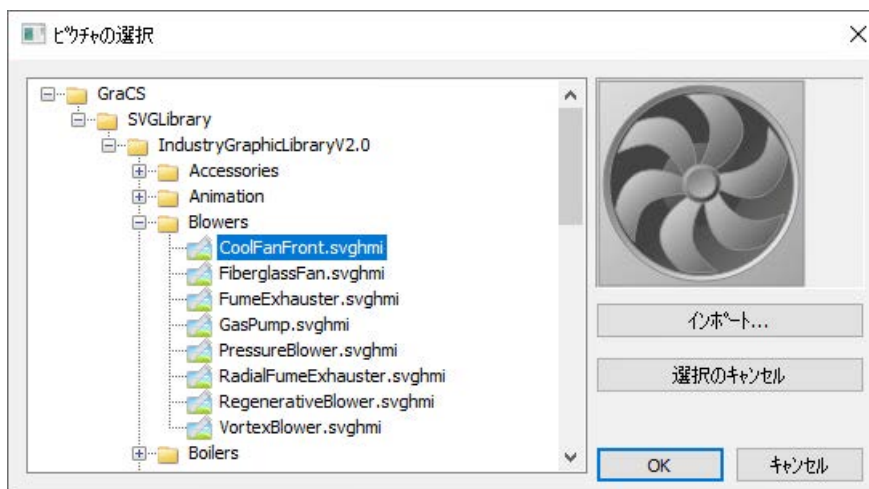 ピクチャの選択
GraCS
SVGLibrary
IndustryGraphicLibraryV2.0
Accessories
Animation
Blowers
CoolFanFront.svghmi
FiberglassFan.svghmi
FumeExhauster.svghmi
GasPump.svghmi
PressureBlower.svghmi
RadialFumeExhauster.svghmi
RegenerativeBlower.svghmi
VortexBlower.svghmi
Boilers
インポート...
選択のキャンセル
OK
キャンセル